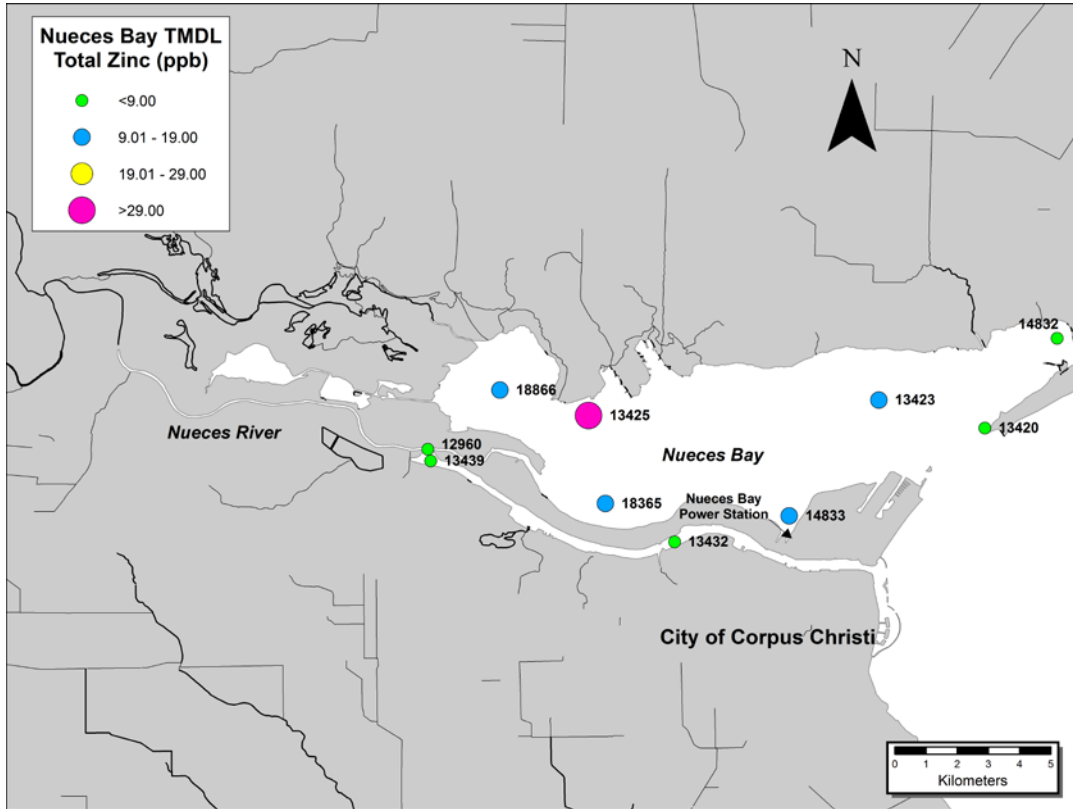 Nueces Bay TMDL
Total Zinc (ppb)
<9.00
9.01 - 19.00
19.01 - 29.00
>29.00
N
14832
18866
13425
13423
13420
Nueces River
12960
13439
Nueces Bay
18365
Nueces Bay
Power Station
14833
13432
City of Corpus Christi
0 1 2 3 4 5
Kilometers